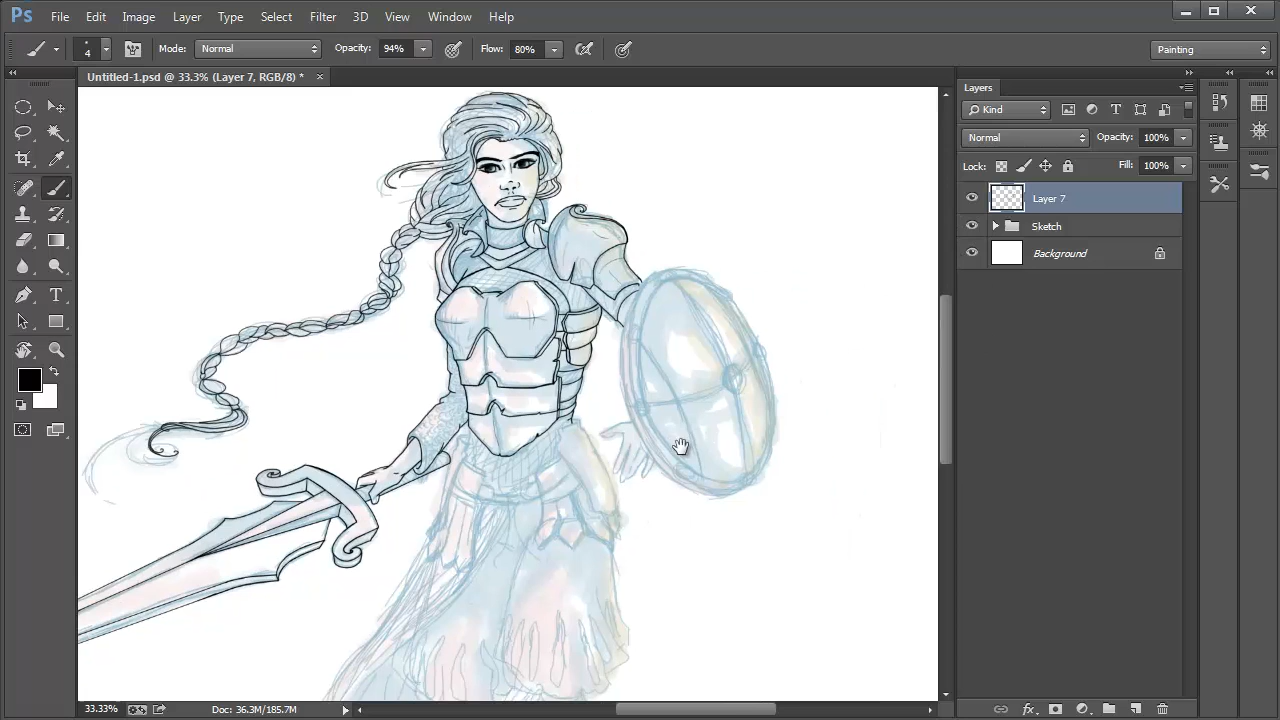 Ps File Edit Image Layer Type Select Filter 3D View Window Help
4 Mode: Normal Opacity: 94% Flow: 80% Painting
Untitled-1.psd @ 33.3% (Layer 7, RGB/8) *
Layers
Kind
Normal Opacity: 100%
Lock: Fill: 100%
Layer 7
Sketch
Background
33.33% Doc: 36.3M/185.7M